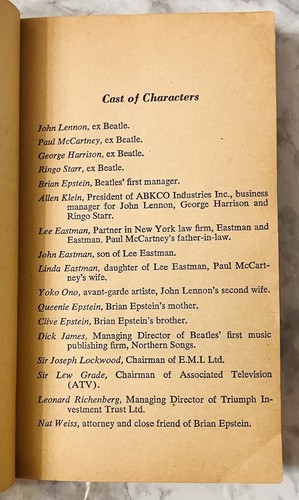 Cast of Characters
John Lennon, ex Beatle.
Paul McCartney, ex Beatle.
George Harrison, ex Beatle.
Ringo Starr, ex Beatle.
Brian Epstein, Beatles' first manager.
Allen Klein, President of ABKCO Industries Inc., business
manager for John Lennon, George Harrison and
Ringo Starr.
Lee Eastman, Partner in New York law firm, Eastman and
Eastman. Paul McCartney's father-in-law.
John Eastman, son of Lee Eastman.
Linda Eastman, daughter of Lee Eastman, Paul McCart-
ney's wife.
Yoko Ono, avant-garde artist, John Lennon's second wife.
Queenie Epstein, Brian Epstein's mother.
Clive Epstein, Brian Epstein's brother.
Dick James, Managing Director of Beatles' first music
publishing firm, Northern Songs.
Sir Joseph Lockwood, Chairman of E.M.I. Ltd.
Sir Lew Grade, Chairman of Associated Television
(ATV).
Leonard Richenberg, Managing Director of Triumph In-
vestment Trust Ltd.
Nat Weiss, attorney and close friend of Brian Epstein.